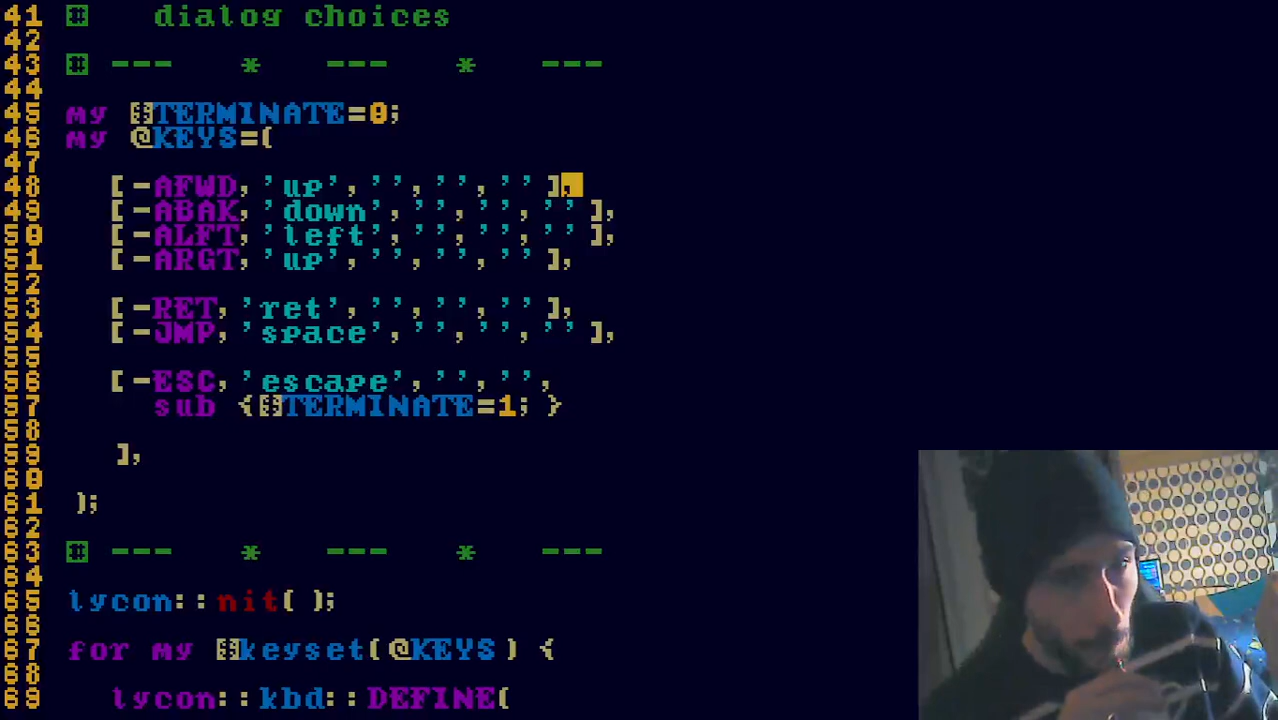 41 #   dialog choices
42
43 # ---   *   ---   *   ---
44
45 my $TERMINATE=0;
46 my @KEYS=(
47
48   [-AFWD,'up','','','' ],
49   [-ABAK,'down','','','' ],
50   [-ALFT,'left','','','' ],
51   [-ARGT,'up','','','' ],
52
53   [-RET,'ret','','','' ],
54   [-JMP,'space','','','' ],
55
56   [-ESC,'escape','','',
57     sub {$TERMINATE=1; }
58
59   ],
60
61 );
62
63 # ---   *   ---   *   ---
64
65 lycon::nit( );
66
67 for my $keyset(@KEYS ) {
68
69   lycon::kbd::DEFINE(